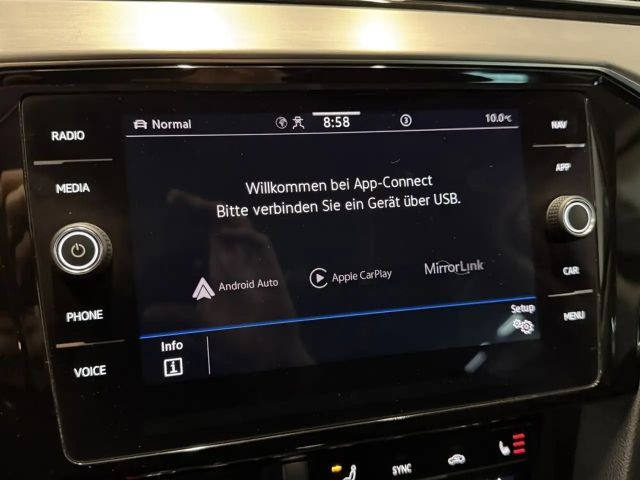 RADIO
MEDIA
PHONE
VOICE
Normal
8:58
3
10.0°C
Willkommen bei App-Connect
Bitte verbinden Sie ein Gerät über USB.
Android Auto
Apple CarPlay
MirrorLink
Setup
Info
i
NAV
APP
CAR
MENU
SYNC